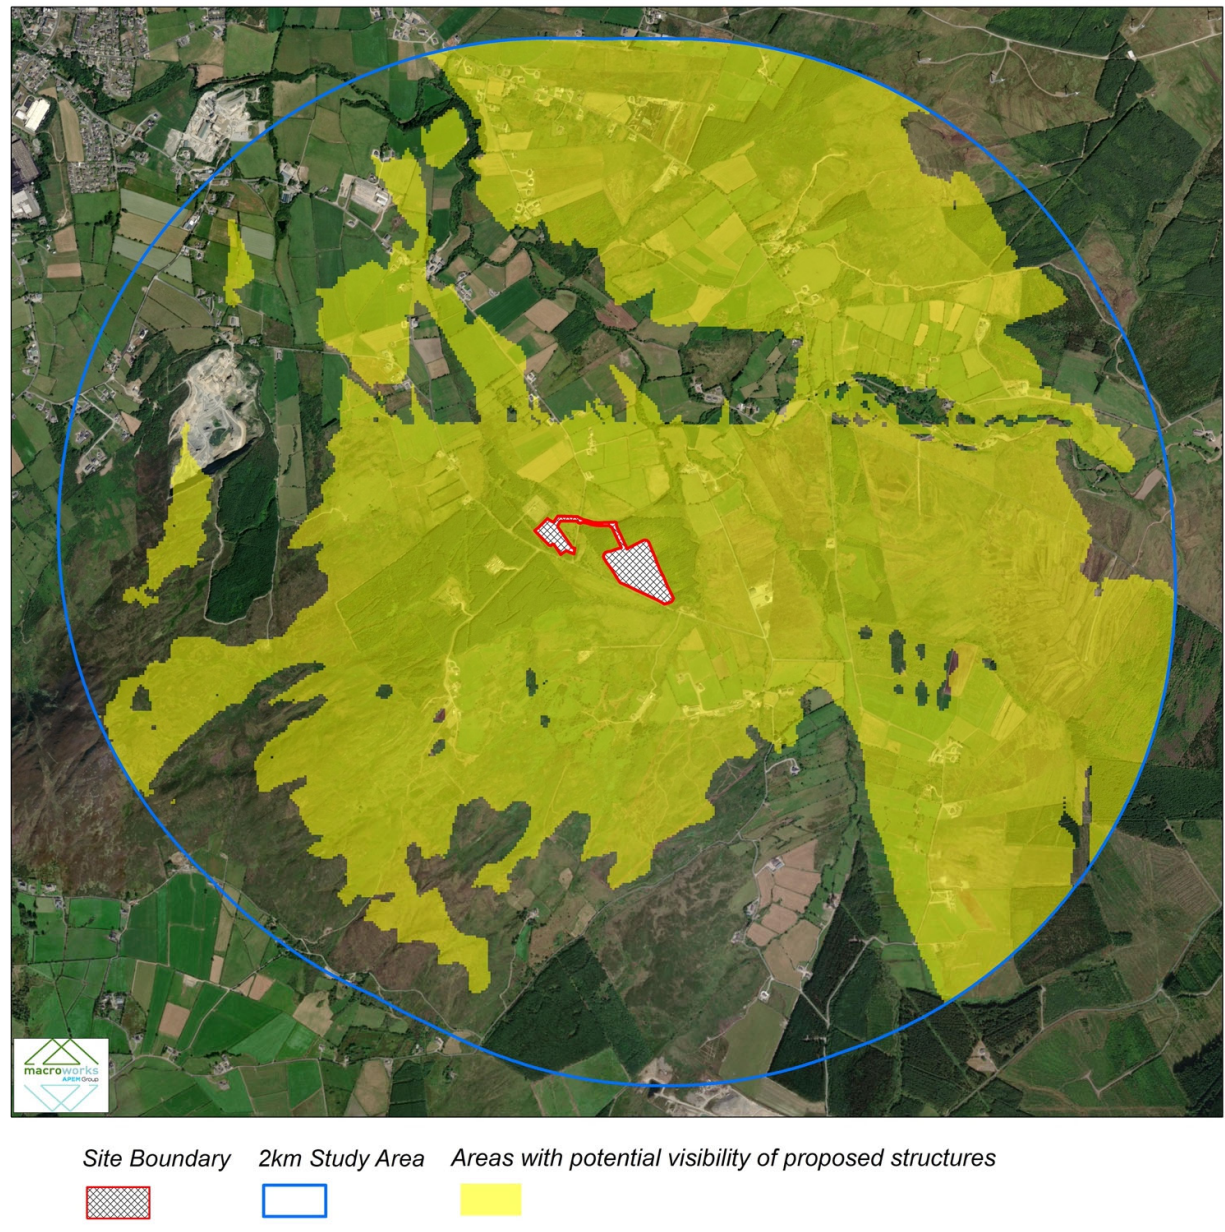 macroworks
APEM Group
Site Boundary
2km Study Area
Areas with potential visibility of proposed structures